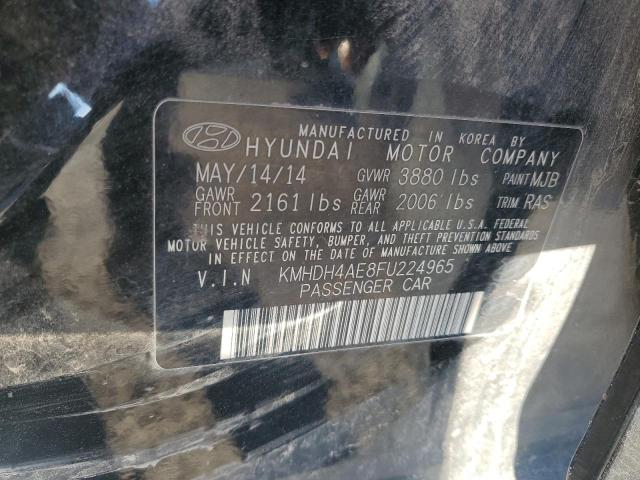 MANUFACTURED IN KOREA BY
HYUNDAI MOTOR COMPANY
MAY/14/14 GVWR 3880 lbs PAINT MJB
GAWR FRONT 2161 lbs GAWR REAR 2006 lbs TRIM RAS
THIS VEHICLE CONFORMS TO ALL APPLICABLE U.S.A. FEDERAL
MOTOR VEHICLE SAFETY, BUMPER, AND THEFT PREVENTION STANDARDS
IN EFFECT ON THE DATE OF MANUFACTURE SHOWN ABOVE
V.I.N KMHDH4AE8FU224965
PASSENGER CAR